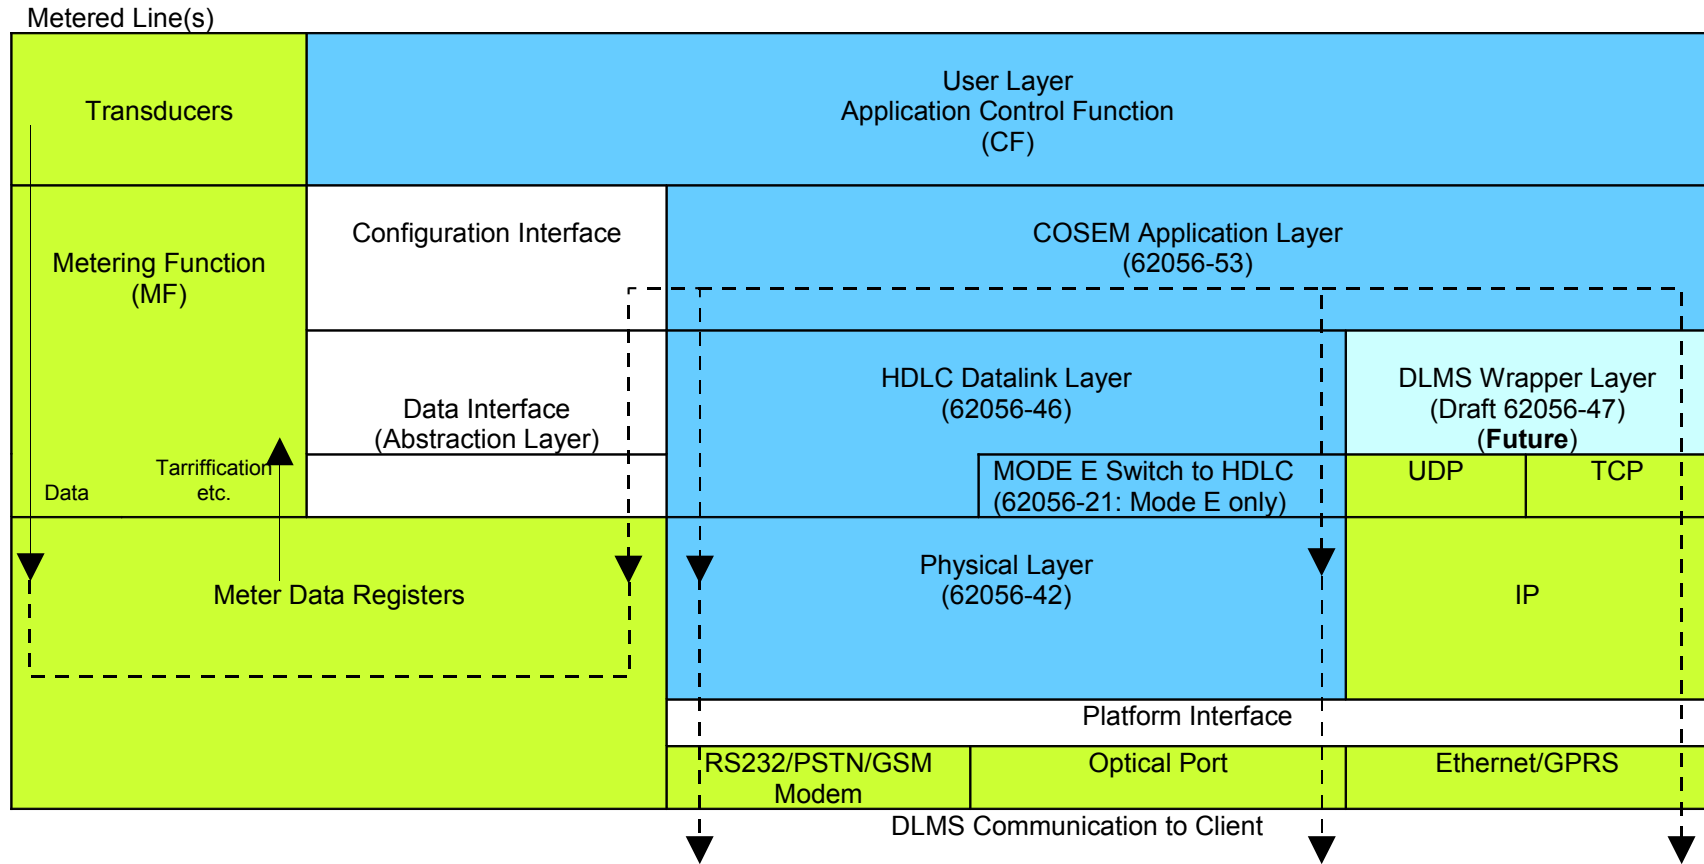 Metered Line(s)
Transducers
User Layer
Application Control Function
(CF)
Metering Function
(MF)
Configuration Interface
COSEM Application Layer
(62056-53)
Data Interface
(Abstraction Layer)
HDLC Datalink Layer
(62056-46)
DLMS Wrapper Layer
(Draft 62056-47)
(Future)
Data
Tarriffication
etc.
MODE E Switch to HDLC
(62056-21: Mode E only)
UDP
TCP
Meter Data Registers
Physical Layer
(62056-42)
IP
Platform Interface
RS232/PSTN/GSM
Modem
Optical Port
Ethernet/GPRS
DLMS Communication to Client